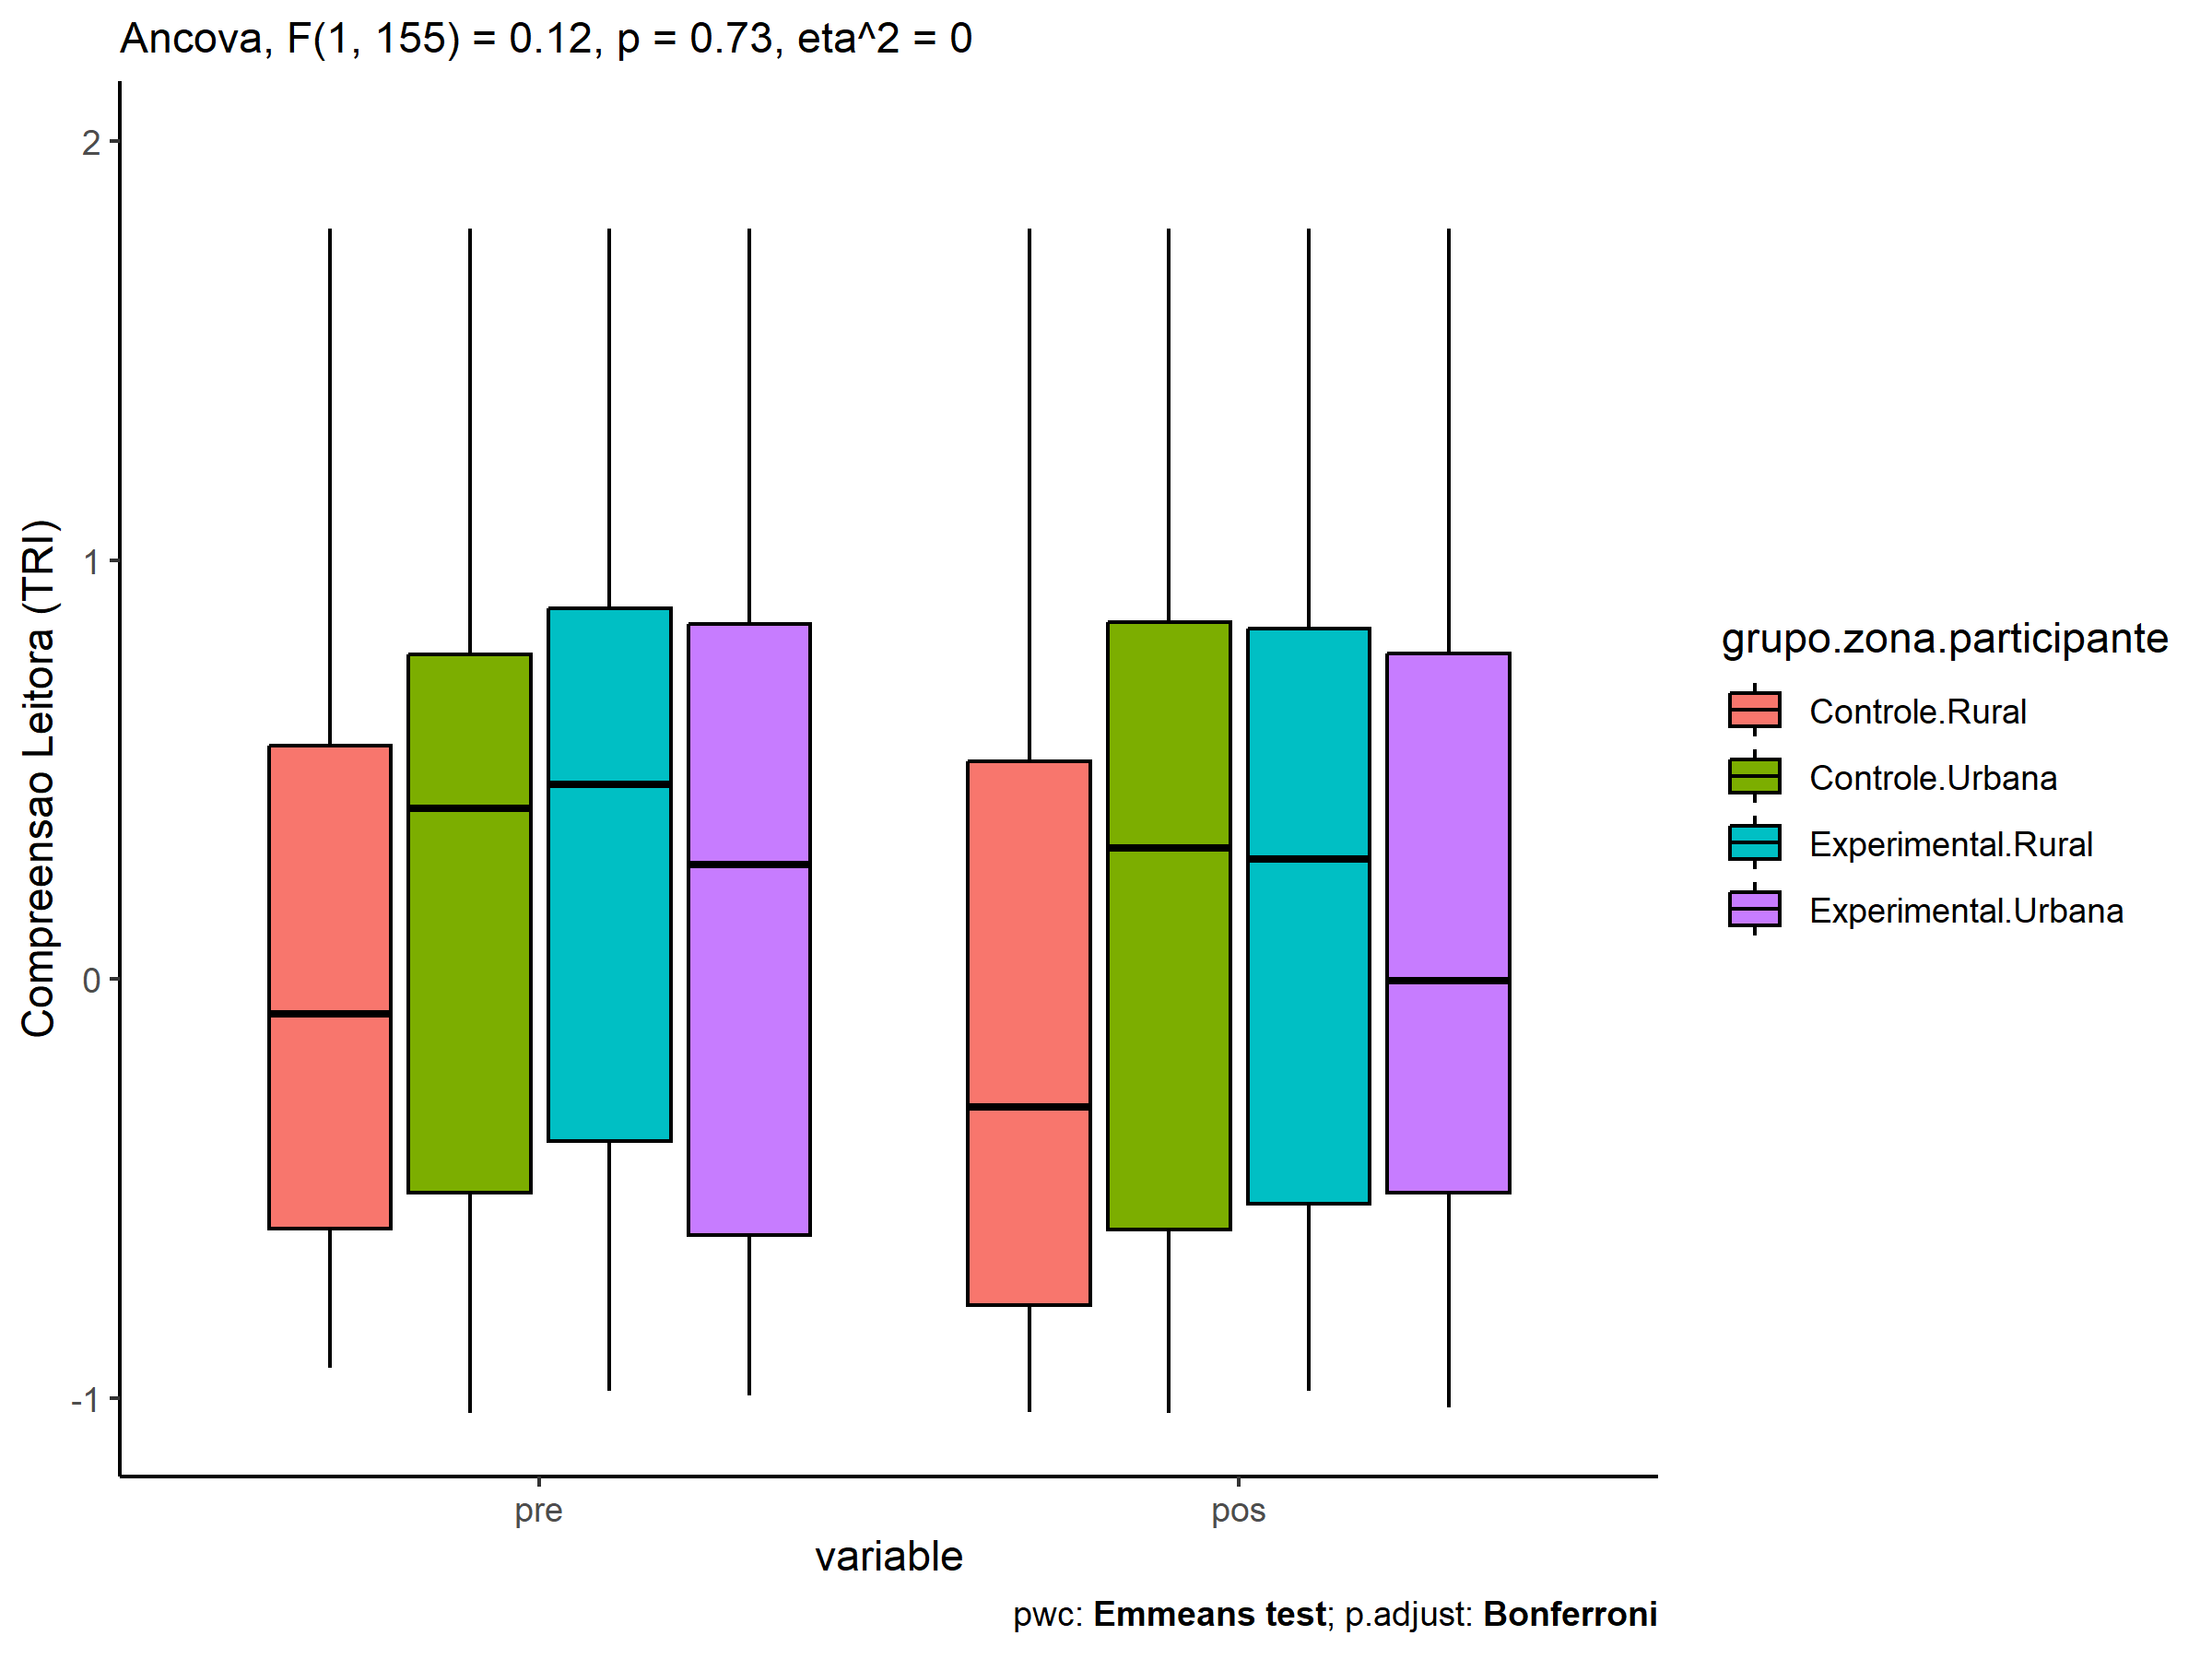 Ancova, F(1, 155) = 0.12, p = 0.73, eta^2 = 0
Compreensao Leitora (TRI)
2
1
0
-1
pre
pos
variable
grupo.zona.participante
Controle.Rural
Controle.Urbana
Experimental.Rural
Experimental.Urbana
pwc: Emmeans test; p.adjust: Bonferroni